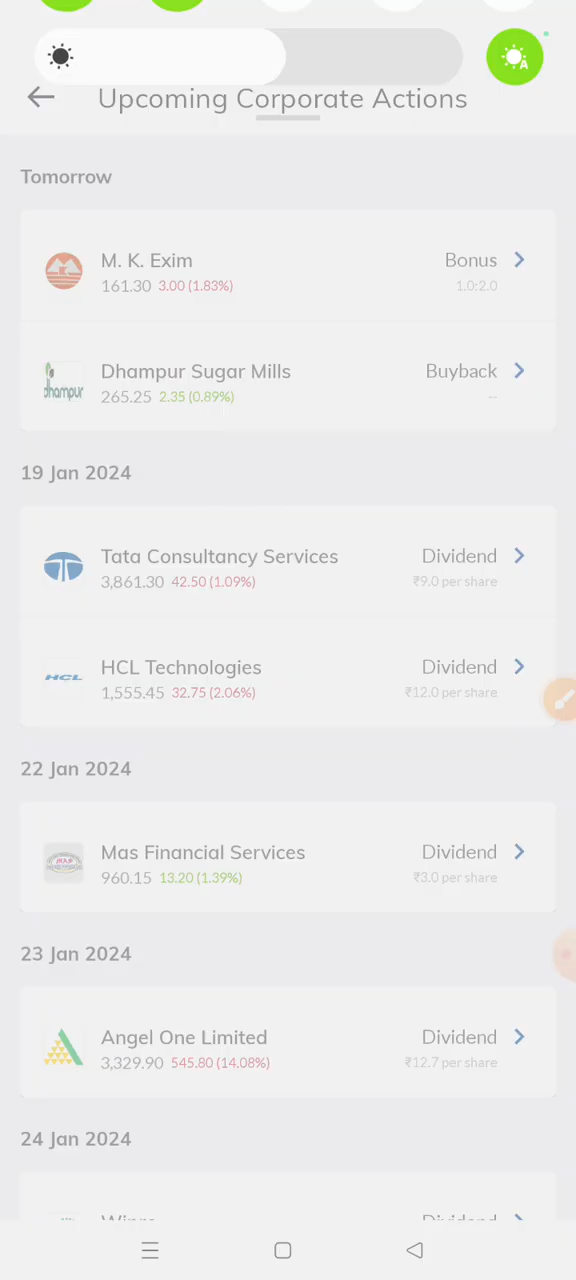 A
Upcoming Corporate Actions
Tomorrow
M. K. Exim
Bonus
161.30 3.00 (1.83%)
1.0:2.0
dhampur
Dhampur Sugar Mills
Buyback
265.25 2.35 (0.89%)
--
19 Jan 2024
Tata Consultancy Services
Dividend
3,861.30 42.50 (1.09%)
₹9.0 per share
HCL
HCL Technologies
Dividend
1,555.45 32.75 (2.06%)
₹12.0 per share
22 Jan 2024
MAS
Mas Financial Services
Dividend
960.15 13.20 (1.39%)
₹3.0 per share
23 Jan 2024
Angel One Limited
Dividend
3,329.90 545.80 (14.08%)
₹12.7 per share
24 Jan 2024
Wipro
Dividend